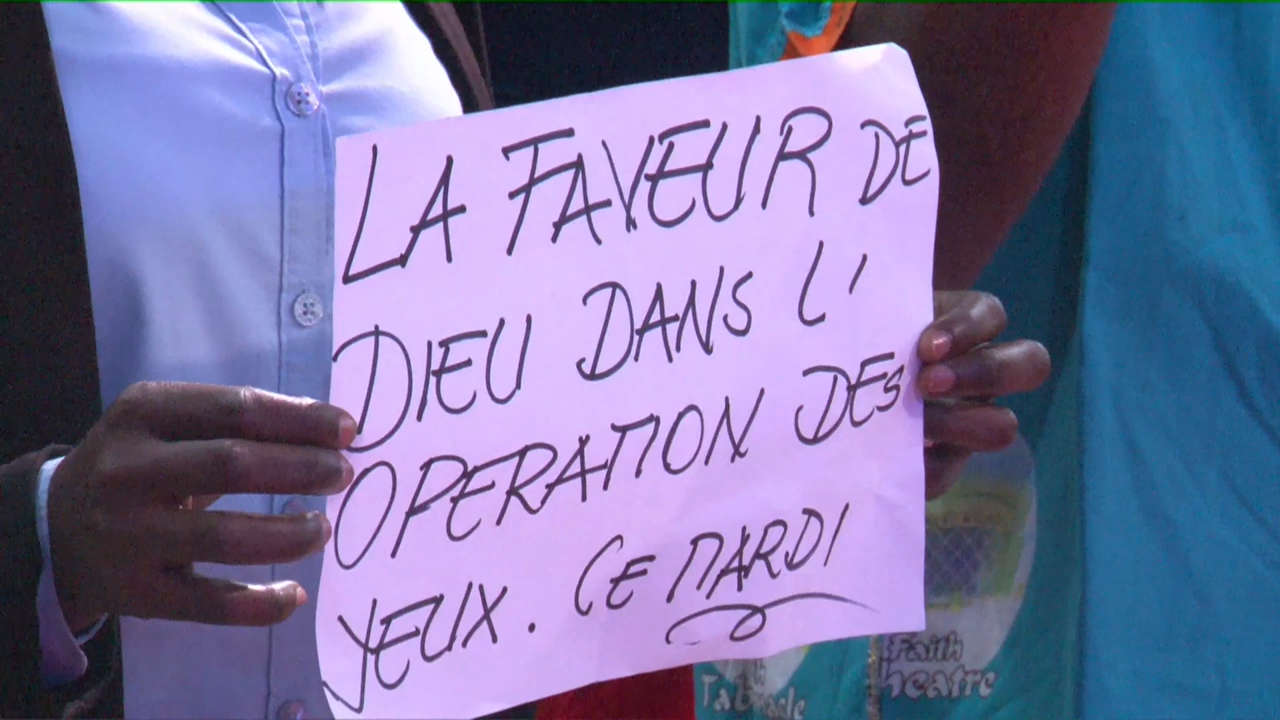 LA FAVEUR DE
DIEU DANS L'
OPERATION DES
YEUX. CE MARDI
Faith
Theatre